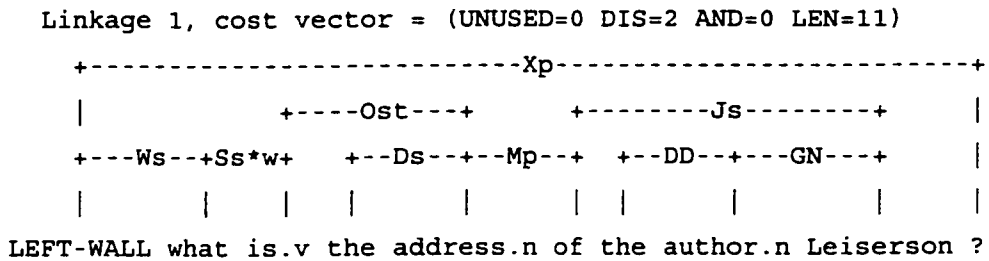 Linkage 1, cost vector = (UNUSED=0 DIS=2 AND=0 LEN=11)
+---------------------------Xp---------------------------+
|             +----Ost----+      +--------Js--------+     |
+---Ws--+Ss*w+   +--Ds--+--Mp--+  +--DD--+---GN---+     |
|       |    |   |      |      |  |      |        |     |
LEFT-WALL what is.v the address.n of the author.n Leiserson ?